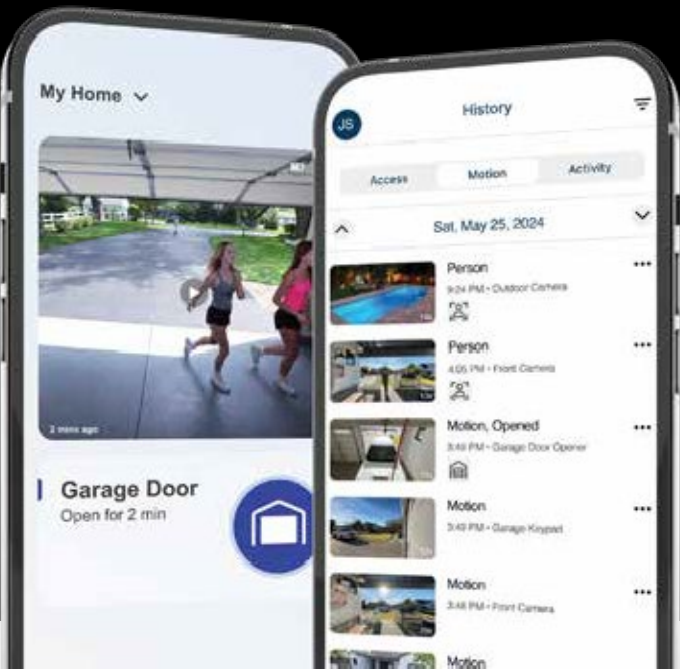 My Home
2 mins ago
Garage Door
Open for 2 min
JS
History
Access Motion Activity
Sat, May 25, 2024
Person
9:24 PM • Outdoor Camera
Person
4:05 PM • Front Camera
Motion, Opened
3:49 PM • Garage Door Opener
Motion
3:49 PM • Garage Keypad
Motion
3:48 PM • Front Camera
Motion